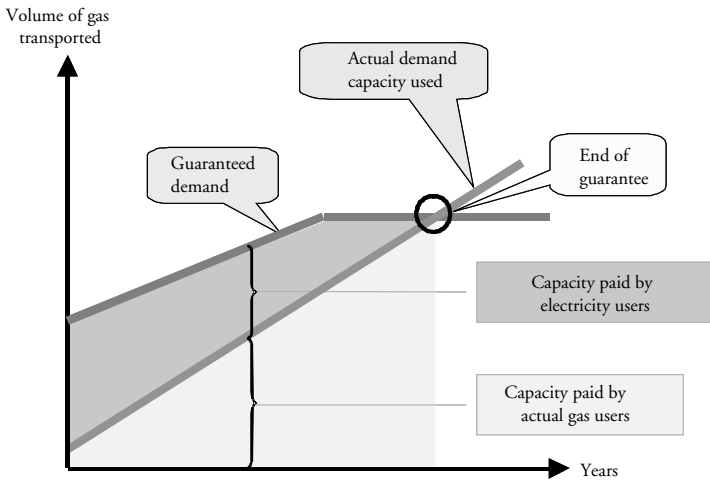 Volume of gas
transported
Actual demand
capacity used
Guaranteed
demand
End of
guarantee
Capacity paid by
electricity users
Capacity paid by
actual gas users
Years